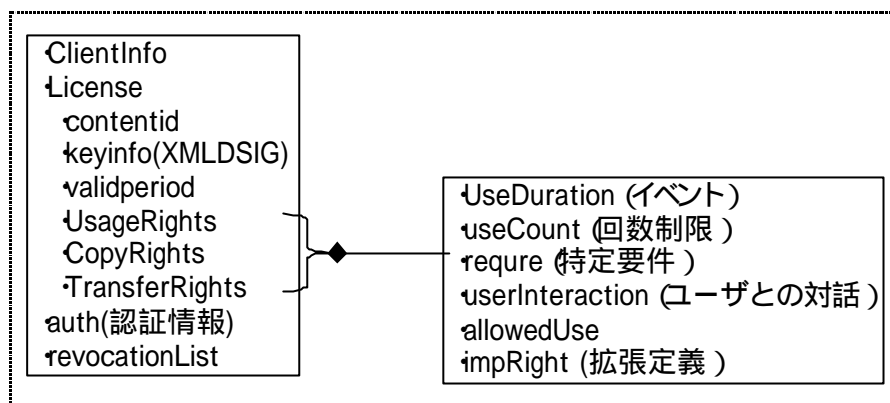 ・ClientInfo
・License
・contentid
・keyinfo(XMLDSIG)
・validperiod
・UsageRights
・CopyRights
・TransferRights
・auth(認証情報)
・revocationList
・UseDuration (イベント)
・useCount (回数制限)
・requre (特定要件)
・userInteraction (ユーザとの対話)
・allowedUse
・impRight (拡張定義)